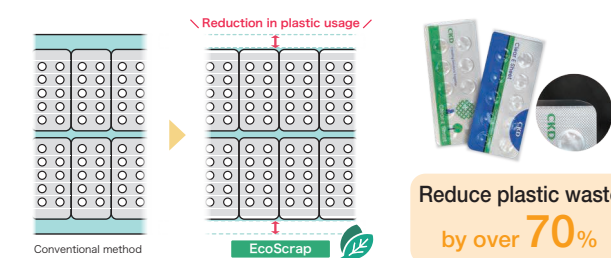 Reduction in plastic usage
Conventional method
EcoScrap
CKD
CKD
CKD
Reduce plastic waste
by over 70%